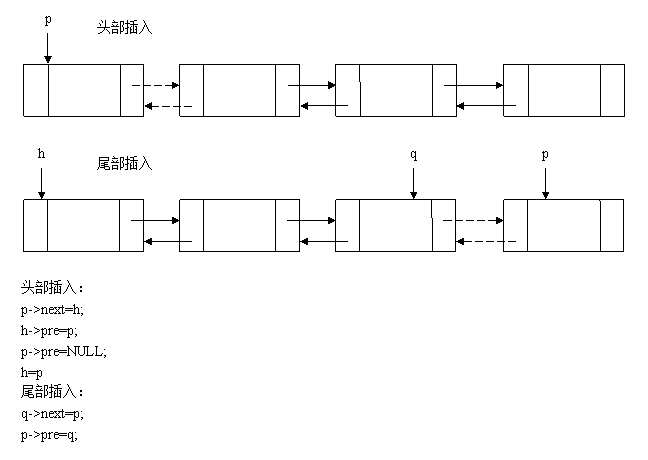 p
头部插入
h
尾部插入
q
p
头部插入：
p->next=h;
h->pre=p;
p->pre=NULL;
h=p
尾部插入：
q->next=p;
p->pre=q;